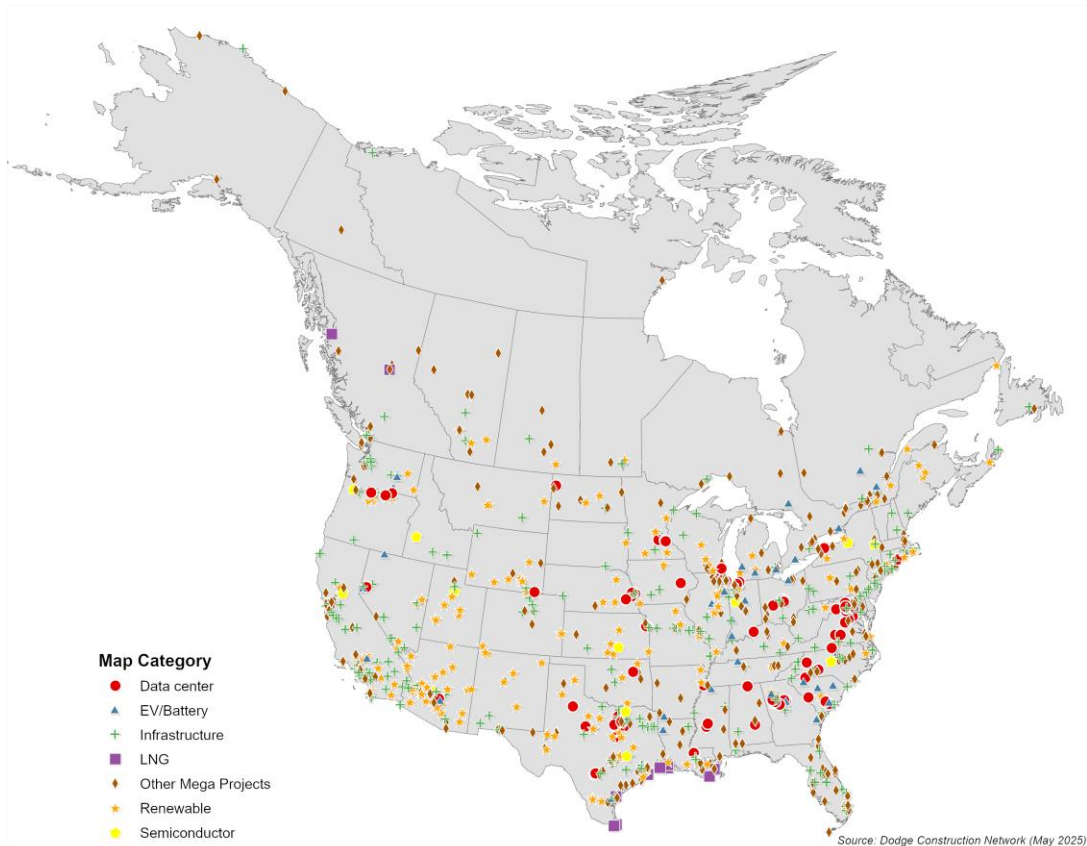 Map Category
Data center
EV/Battery
Infrastructure
LNG
Other Mega Projects
Renewable
Semiconductor
Source: Dodge Construction Network (May 2025)